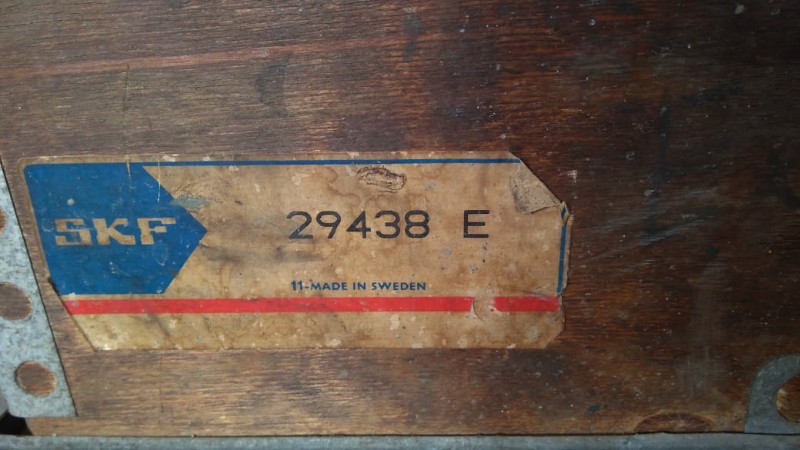 SKF
29438 E
11-MADE IN SWEDEN